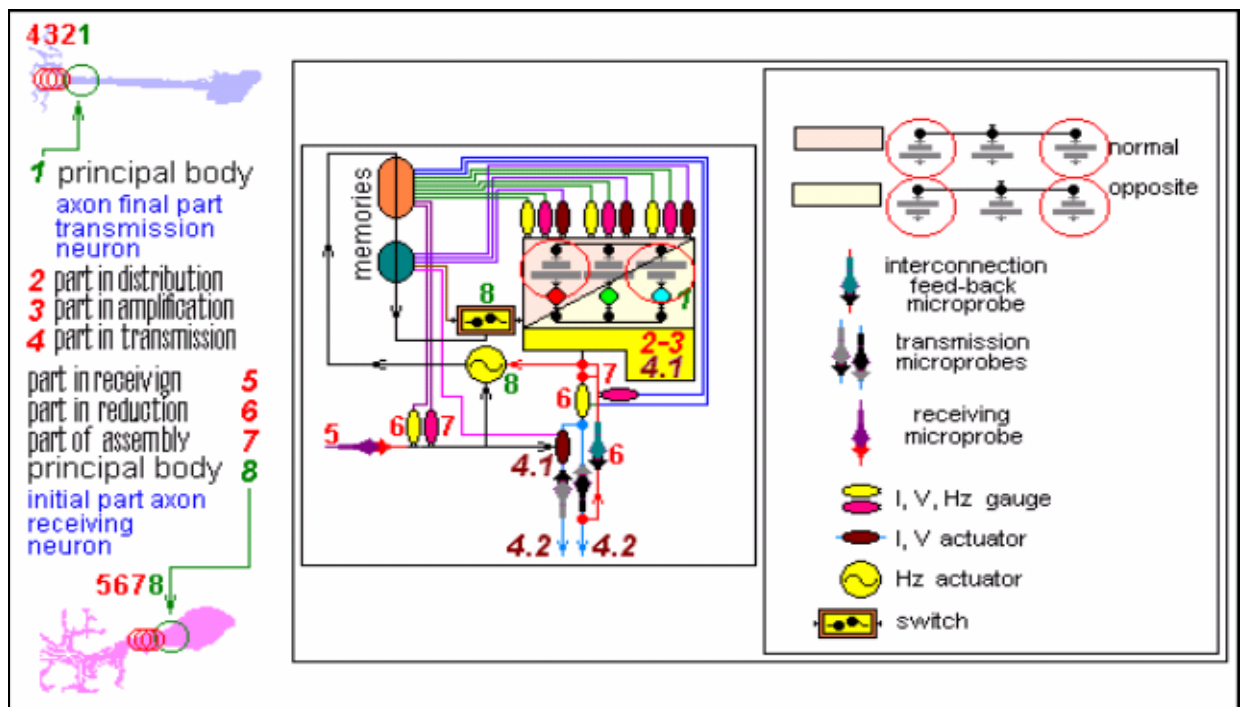 4321
1 principal body
axon final part
transmission
neuron
2 part in distribution
3 part in amplification
4 part in transmission
part in receivign 5
part in reduction 6
part of assembly 7
principal body 8
initial part axon
receiving
neuron
5678
memories
8
1
2-3
4.1
8
7
6
5
6
7
4.1
6
4.2
4.2
normal
opposite
interconnection
feed-back
microprobe
transmission
microprobes
receiving
microprobe
I, V, Hz gauge
I, V actuator
Hz actuator
switch